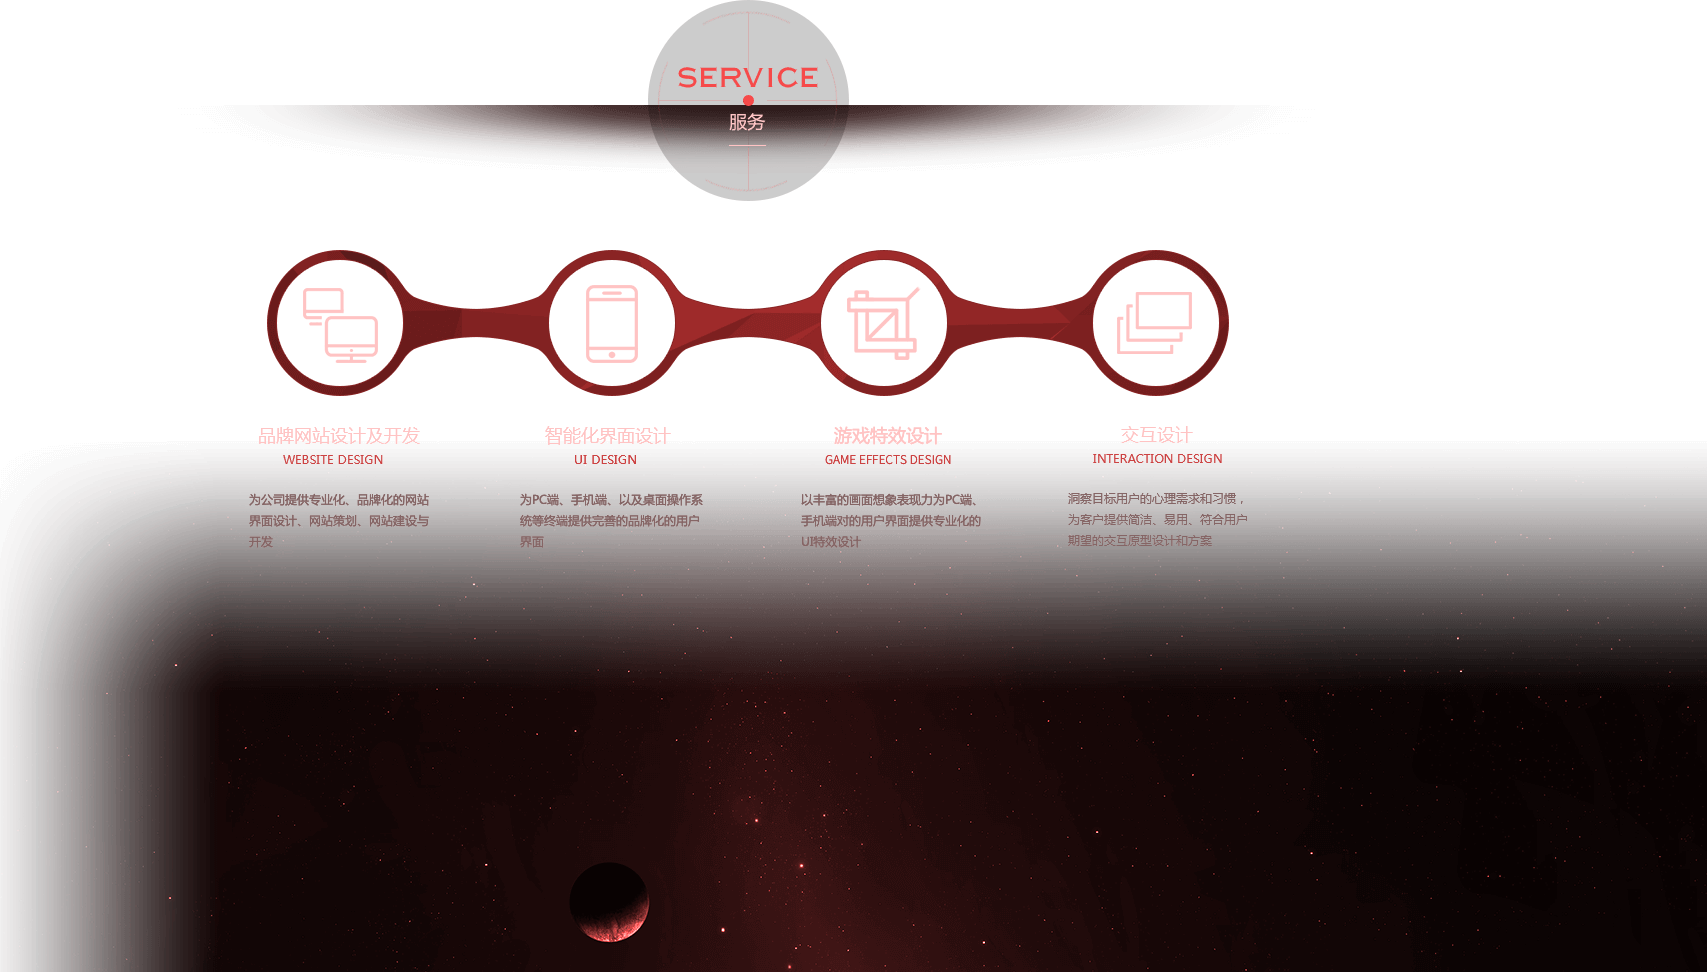 SERVICE
服务
品牌网站设计及开发
WEBSITE DESIGN
为公司提供专业化、品牌化的网站
界面设计、网站策划、网站建设与
开发
智能化界面设计
UI DESIGN
为PC端、手机端、以及桌面操作系
统等终端提供完善的品牌化的用户
界面
游戏特效设计
GAME EFFECTS DESIGN
以丰富的画面想象表现力为PC端、
手机端对的用户界面提供专业化的
UI特效设计
交互设计
INTERACTION DESIGN
洞察目标用户的心理需求和习惯，
为客户提供简洁、易用、符合用户
期望的交互原型设计和方案